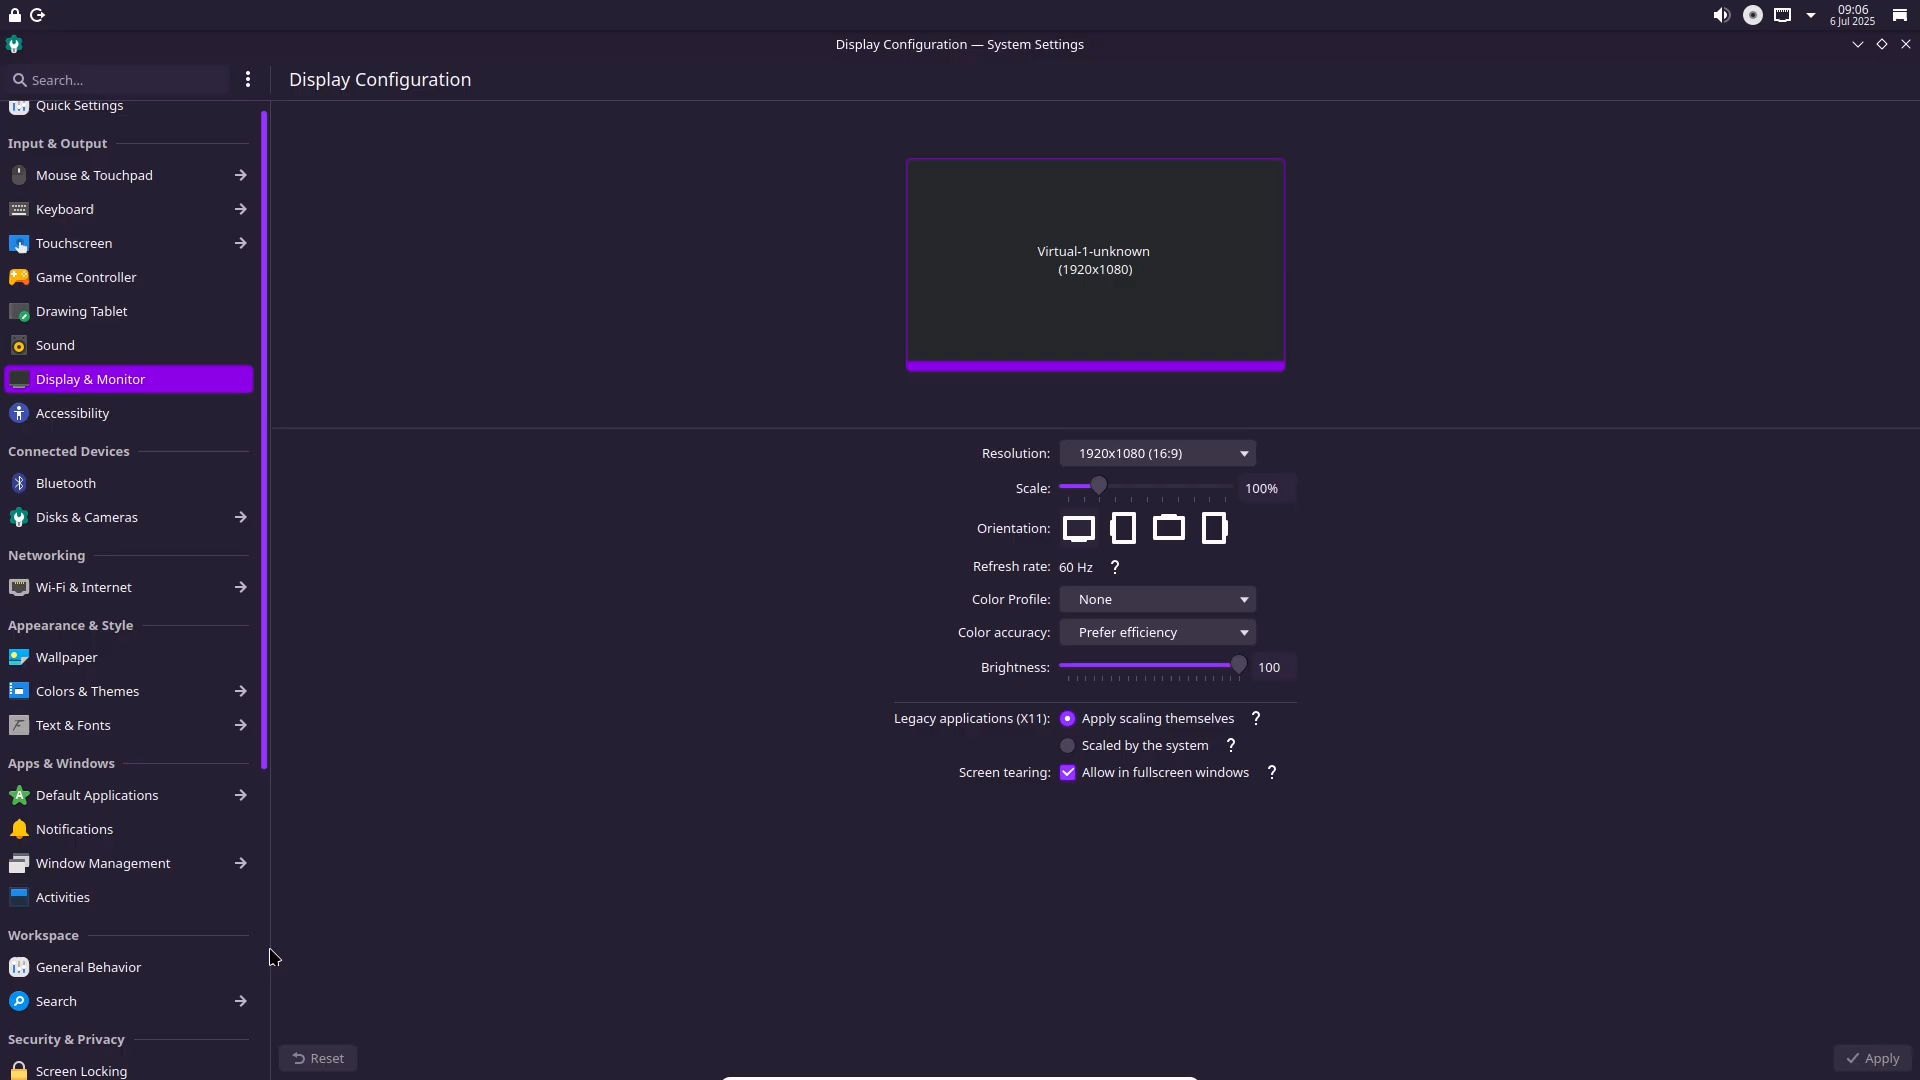 09:06
6 Jul 2025
Display Configuration — System Settings
Search...
Display Configuration
Quick Settings
Input & Output
Mouse & Touchpad
Keyboard
Touchscreen
Game Controller
Drawing Tablet
Sound
Display & Monitor
Accessibility
Connected Devices
Bluetooth
Disks & Cameras
Networking
Wi-Fi & Internet
Appearance & Style
Wallpaper
Colors & Themes
Text & Fonts
Apps & Windows
Default Applications
Notifications
Window Management
Activities
Workspace
General Behavior
Search
Security & Privacy
Screen Locking
Virtual-1-unknown
(1920x1080)
Resolution: 1920x1080 (16:9)
Scale: 100%
Orientation:
Refresh rate: 60 Hz ?
Color Profile: None
Color accuracy: Prefer efficiency
Brightness: 100
Legacy applications (X11): Apply scaling themselves ?
Scaled by the system ?
Screen tearing: Allow in fullscreen windows ?
Reset
Apply